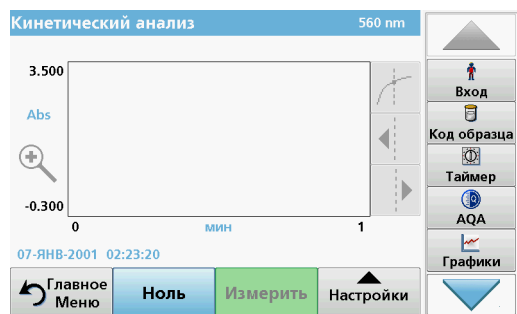 Кинетический анализ 560 nm
3.500
Abs
-0.300
0 мин 1
07-ЯНВ-2001 02:23:20
Главное
Меню
Ноль
Измерить
Настройки
Вход
Код образца
Таймер
AQA
Графики